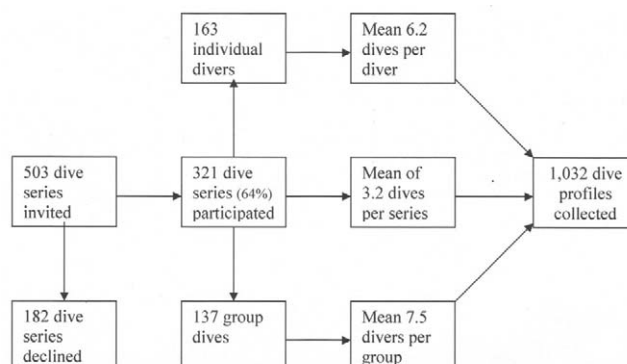 163
individual
divers
Mean 6.2
dives per
diver
503 dive
series
invited
321 dive
series (64%)
participated
Mean of
3.2 dives
per series
1,032 dive
profiles
collected
182 dive
series
declined
137 group
dives
Mean 7.5
divers per
group